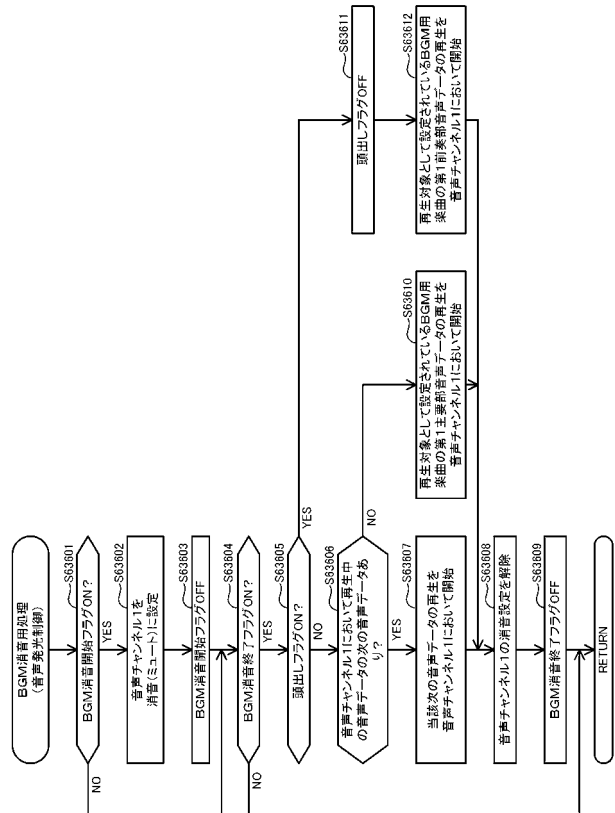 BGM消音用処理
(音声発光制御)
S63601
BGM消音開始フラグON?
NO
YES
S63602
音声チャンネル1を
消音(ミュート)に設定
S63603
BGM消音開始フラグOFF
S63604
BGM消音終了フラグON?
NO
YES
S63605
頭出しフラグON?
YES
NO
S63606
音声チャンネル1において再生中
の音声データの次の音声データあ
り?
NO
YES
S63607
当該次の音声データの再生を
音声チャンネル1において開始
S63608
音声チャンネル1の消音設定を解除
S63609
BGM消音終了フラグOFF
RETURN
S63610
再生対象として設定されているBGM用
楽曲の第1主要部音声データの再生を
音声チャンネル1において開始
S63611
頭出しフラグOFF
S63612
再生対象として設定されているBGM用
楽曲の第1前奏部音声データの再生を
音声チャンネル1において開始